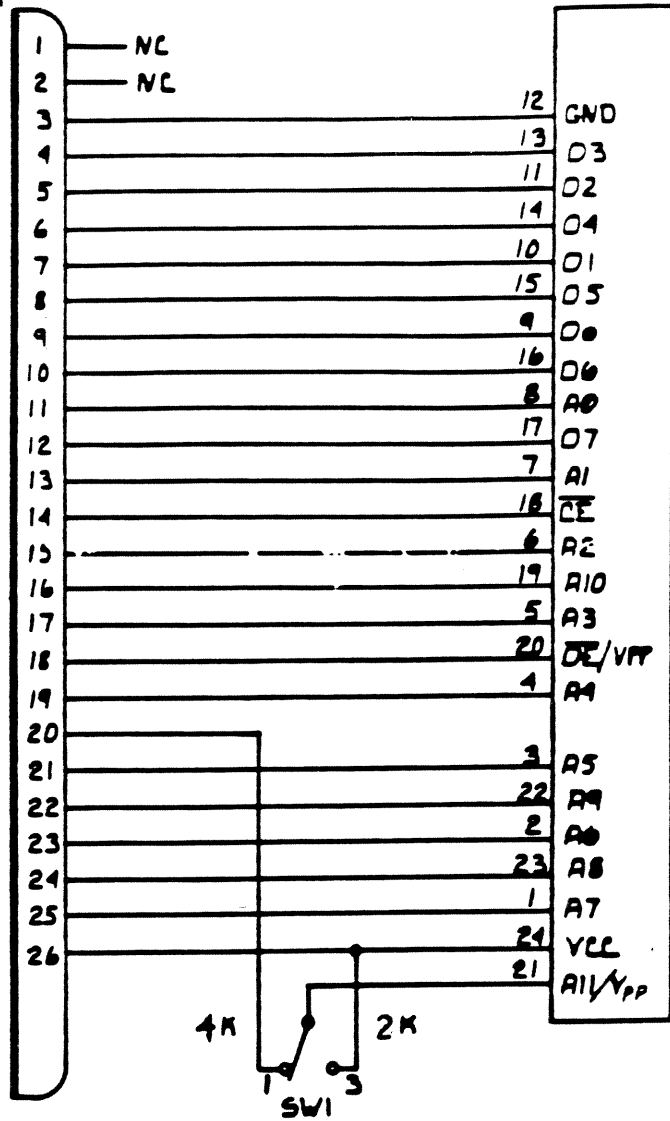 1 NC
2 NC
3 12 GND
4 13 D3
5 11 D2
6 14 D4
7 10 D1
8 15 D5
9 9 D0
10 16 D6
11 8 A0
12 17 D7
13 7 A1
14 18 CE
15 6 A2
16 19 A10
17 5 A3
18 20 OE/VPP
19 4 A4
20
21 3 A5
22 22 A9
23 2 A6
24 23 A8
25 1 A7
26 24 VCC
21 A11/VPP
4K 2K
1 3
SW1